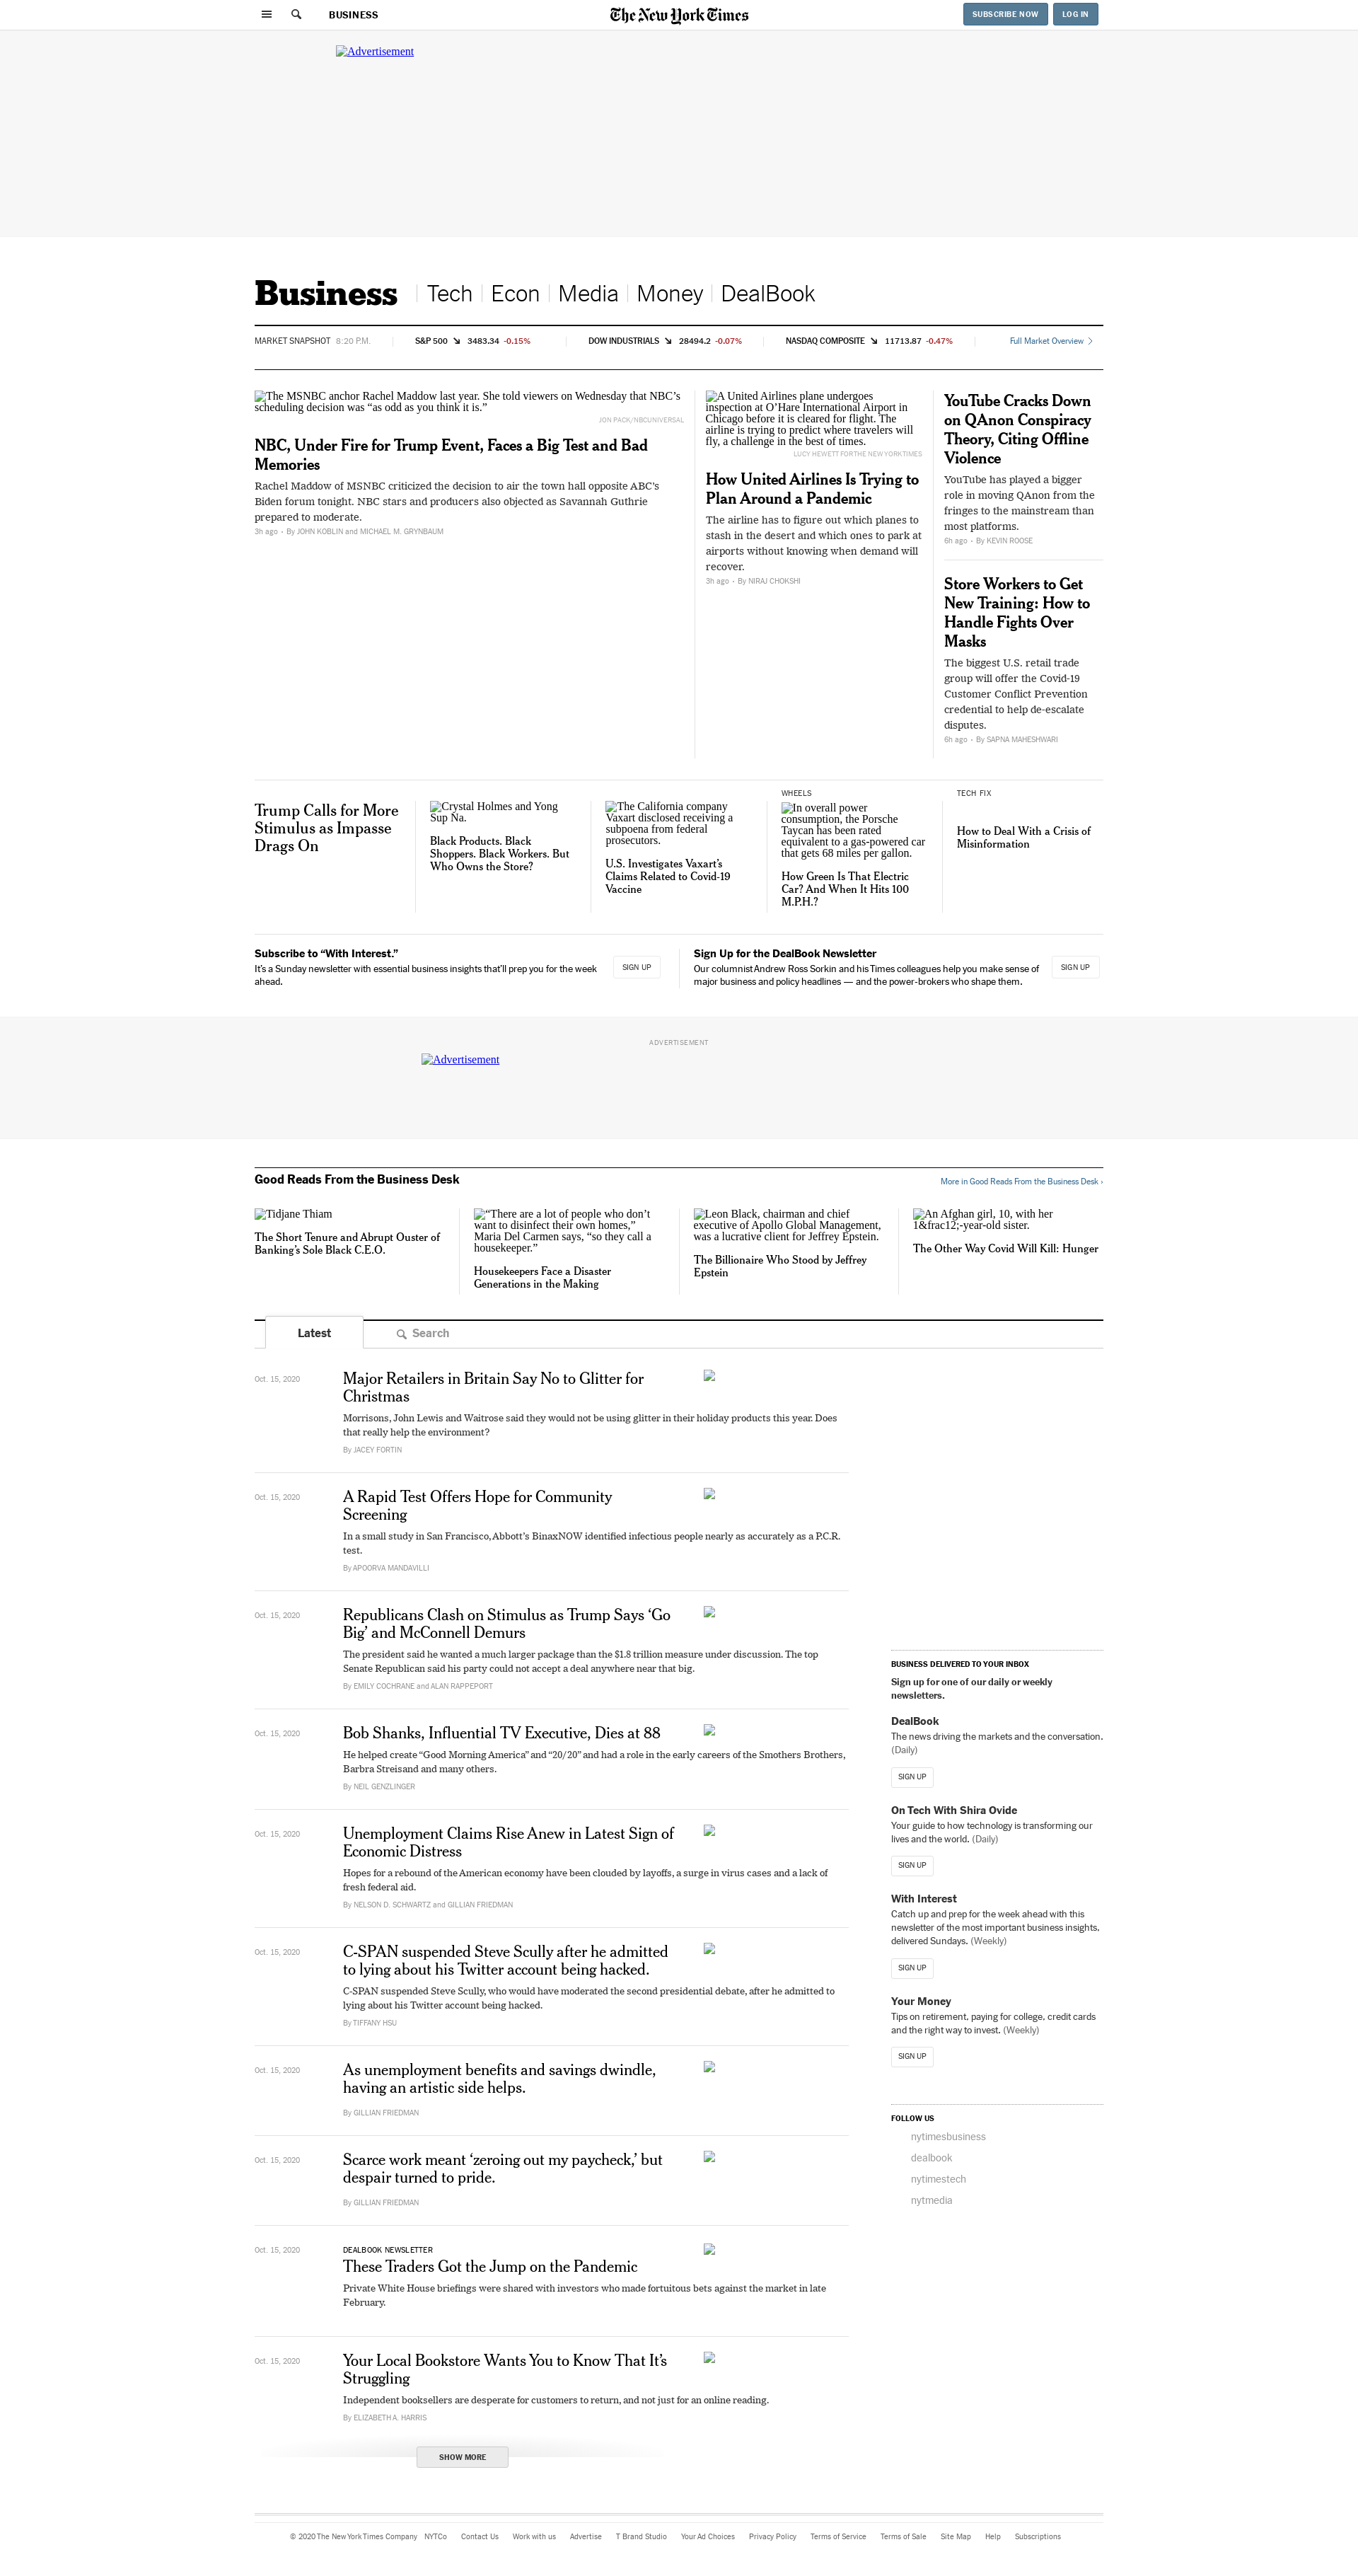 BUSINESS
The New York Times
SUBSCRIBE NOW
LOG IN
Advertisement
Business
Tech
Econ
Media
Money
DealBook
MARKET SNAPSHOT 8:20 P.M.
S&P 500 3483.34 -0.15%
DOW INDUSTRIALS 28494.2 -0.07%
NASDAQ COMPOSITE 11713.87 -0.47%
Full Market Overview
The MSNBC anchor Rachel Maddow last year. She told viewers on Wednesday that NBC’s
scheduling decision was “as odd as you think it is.”
JON PACK/NBCUNIVERSAL
NBC, Under Fire for Trump Event, Faces a Big Test and Bad
Memories
Rachel Maddow of MSNBC criticized the decision to air the town hall opposite ABC’s
Biden forum tonight. NBC stars and producers also objected as Savannah Guthrie
prepared to moderate.
3h ago • By JOHN KOBLIN and MICHAEL M. GRYNBAUM
A United Airlines plane undergoes
inspection at O’Hare International Airport in
Chicago before it is cleared for flight. The
airline is trying to predict where travelers will
fly, a challenge in the best of times.
LUCY HEWETT FOR THE NEW YORK TIMES
How United Airlines Is Trying to
Plan Around a Pandemic
The airline has to figure out which planes to
stash in the desert and which ones to park at
airports without knowing when demand will
recover.
3h ago • By NIRAJ CHOKSHI
YouTube Cracks Down
on QAnon Conspiracy
Theory, Citing Offline
Violence
YouTube has played a bigger
role in moving QAnon from the
fringes to the mainstream than
most platforms.
6h ago • By KEVIN ROOSE
Store Workers to Get
New Training: How to
Handle Fights Over
Masks
The biggest U.S. retail trade
group will offer the Covid-19
Customer Conflict Prevention
credential to help de-escalate
disputes.
6h ago • By SAPNA MAHESHWARI
Trump Calls for More
Stimulus as Impasse
Drags On
Crystal Holmes and Yong
Sup Na.
Black Products. Black
Shoppers. Black Workers. But
Who Owns the Store?
The California company
Vaxart disclosed receiving a
subpoena from federal
prosecutors.
U.S. Investigates Vaxart’s
Claims Related to Covid-19
Vaccine
WHEELS
In overall power
consumption, the Porsche
Taycan has been rated
equivalent to a gas-powered car
that gets 68 miles per gallon.
How Green Is That Electric
Car? And When It Hits 100
M.P.H.?
TECH FIX
How to Deal With a Crisis of
Misinformation
Subscribe to “With Interest.”
It’s a Sunday newsletter with essential business insights that’ll prep you for the week
ahead.
SIGN UP
Sign Up for the DealBook Newsletter
Our columnist Andrew Ross Sorkin and his Times colleagues help you make sense of
major business and policy headlines — and the power-brokers who shape them.
SIGN UP
ADVERTISEMENT
Advertisement
Good Reads From the Business Desk
More in Good Reads From the Business Desk ›
Tidjane Thiam
The Short Tenure and Abrupt Ouster of
Banking’s Sole Black C.E.O.
“There are a lot of people who don’t
want to disinfect their own homes,”
Maria Del Carmen says, “so they call a
housekeeper.”
Housekeepers Face a Disaster
Generations in the Making
Leon Black, chairman and chief
executive of Apollo Global Management,
was a lucrative client for Jeffrey Epstein.
The Billionaire Who Stood by Jeffrey
Epstein
An Afghan girl, 10, with her
1&frac12;-year-old sister.
The Other Way Covid Will Kill: Hunger
Latest
Search
Oct. 15, 2020
Major Retailers in Britain Say No to Glitter for
Christmas
Morrisons, John Lewis and Waitrose said they would not be using glitter in their holiday products this year. Does
that really help the environment?
By JACEY FORTIN
Oct. 15, 2020
A Rapid Test Offers Hope for Community
Screening
In a small study in San Francisco, Abbott’s BinaxNOW identified infectious people nearly as accurately as a P.C.R.
test.
By APOORVA MANDAVILLI
Oct. 15, 2020
Republicans Clash on Stimulus as Trump Says ‘Go
Big’ and McConnell Demurs
The president said he wanted a much larger package than the $1.8 trillion measure under discussion. The top
Senate Republican said his party could not accept a deal anywhere near that big.
By EMILY COCHRANE and ALAN RAPPEPORT
Oct. 15, 2020
Bob Shanks, Influential TV Executive, Dies at 88
He helped create “Good Morning America” and “20/20” and had a role in the early careers of the Smothers Brothers,
Barbra Streisand and many others.
By NEIL GENZLINGER
Oct. 15, 2020
Unemployment Claims Rise Anew in Latest Sign of
Economic Distress
Hopes for a rebound of the American economy have been clouded by layoffs, a surge in virus cases and a lack of
fresh federal aid.
By NELSON D. SCHWARTZ and GILLIAN FRIEDMAN
Oct. 15, 2020
C-SPAN suspended Steve Scully after he admitted
to lying about his Twitter account being hacked.
C-SPAN suspended Steve Scully, who would have moderated the second presidential debate, after he admitted to
lying about his Twitter account being hacked.
By TIFFANY HSU
Oct. 15, 2020
As unemployment benefits and savings dwindle,
having an artistic side helps.
By GILLIAN FRIEDMAN
Oct. 15, 2020
Scarce work meant ‘zeroing out my paycheck,’ but
despair turned to pride.
By GILLIAN FRIEDMAN
Oct. 15, 2020
DEALBOOK NEWSLETTER
These Traders Got the Jump on the Pandemic
Private White House briefings were shared with investors who made fortuitous bets against the market in late
February.
Oct. 15, 2020
Your Local Bookstore Wants You to Know That It’s
Struggling
Independent booksellers are desperate for customers to return, and not just for an online reading.
By ELIZABETH A. HARRIS
SHOW MORE
BUSINESS DELIVERED TO YOUR INBOX
Sign up for one of our daily or weekly
newsletters.
DealBook
The news driving the markets and the conversation.
(Daily)
SIGN UP
On Tech With Shira Ovide
Your guide to how technology is transforming our
lives and the world. (Daily)
SIGN UP
With Interest
Catch up and prep for the week ahead with this
newsletter of the most important business insights,
delivered Sundays. (Weekly)
SIGN UP
Your Money
Tips on retirement, paying for college, credit cards
and the right way to invest. (Weekly)
SIGN UP
FOLLOW US
nytimesbusiness
dealbook
nytimestech
nytmedia
© 2020 The New York Times Company NYTCo Contact Us Work with us Advertise T Brand Studio Your Ad Choices Privacy Policy Terms of Service Terms of Sale Site Map Help Subscriptions